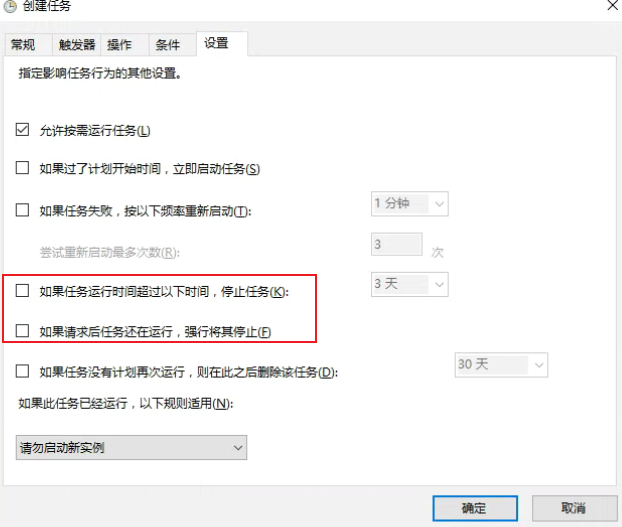 创建任务
常规 触发器 操作 条件 设置
指定影响任务行为的其他设置。
允许按需运行任务(L)
如果过了计划开始时间，立即启动任务(S)
如果任务失败，按以下频率重新启动(T): 1 分钟
尝试重新启动最多次数(R): 3 次
如果任务运行时间超过以下时间，停止任务(K): 3 天
如果请求后任务还在运行，强行将其停止(F)
如果任务没有计划再次运行，则在此之后删除该任务(D): 30 天
如果此任务已经运行，以下规则适用(N):
请勿启动新实例
确定 取消